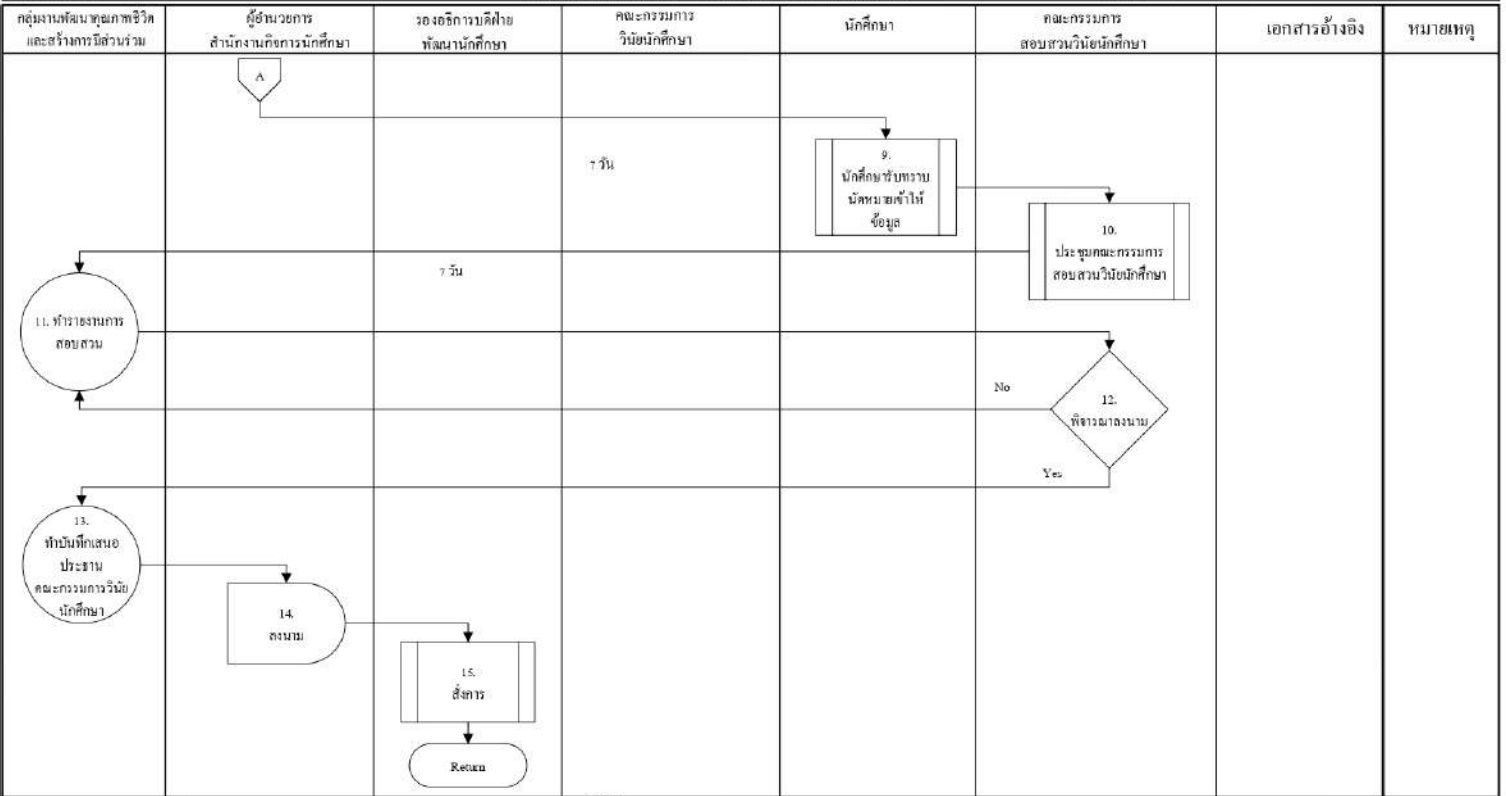 กลุ่มงานพัฒนาคุณภาพชีวิต
และสร้างการมีส่วนร่วม
ผู้อำนวยการ
สำนักงานกิจการนักศึกษา
รองอธิการบดีฝ่าย
พัฒนานักศึกษา
คณะกรรมการ
วินัยนักศึกษา
นักศึกษา
คณะกรรมการ
สอบสวนวินัยนักศึกษา
เอกสารอ้างอิง
หมายเหตุ
A
7 วัน
9.
นักศึกษารับทราบ
นัดหมายเข้าให้
ข้อมูล
10.
ประชุมคณะกรรมการ
สอบสวนวินัยนักศึกษา
7 วัน
11. ทำรายงานการ
สอบสวน
No
12.
พิจารณาลงนาม
Yes
13.
ทำบันทึกเสนอ
ประธาน
คณะกรรมการวินัย
นักศึกษา
14.
ลงนาม
15.
สั่งการ
Return